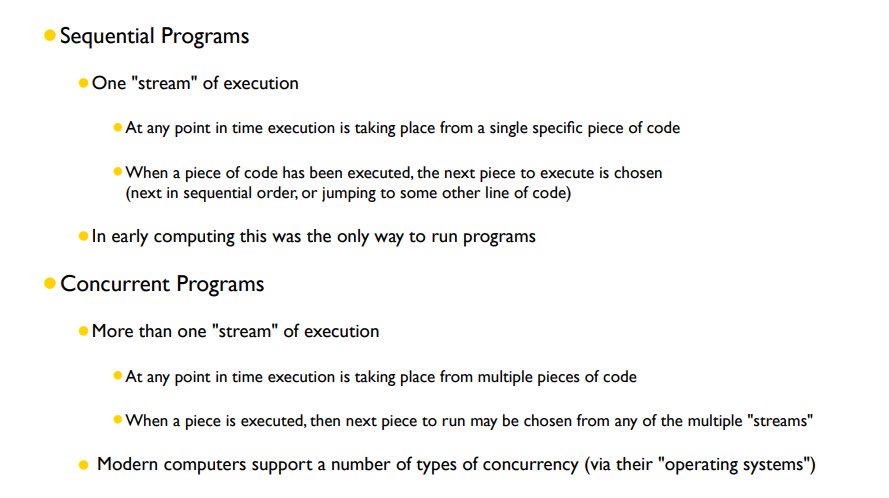 Sequential Programs
One "stream" of execution
At any point in time execution is taking place from a single specific piece of code
When a piece of code has been executed, the next piece to execute is chosen
(next in sequential order, or jumping to some other line of code)
In early computing this was the only way to run programs
Concurrent Programs
More than one "stream" of execution
At any point in time execution is taking place from multiple pieces of code
When a piece is executed, then next piece to run may be chosen from any of the multiple "streams"
Modern computers support a number of types of concurrency (via their "operating systems")